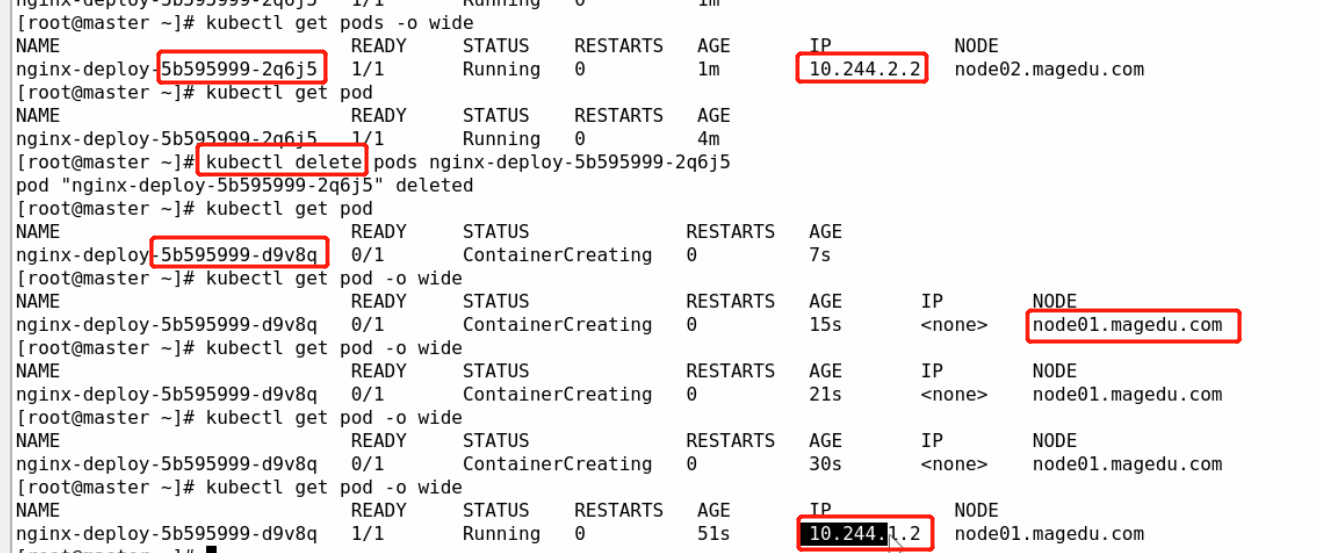 nginx-deploy-5b595999-2q6j5 1/1 Running 0 1m
[root@master ~]# kubectl get pods -o wide
NAME READY STATUS RESTARTS AGE IP NODE
nginx-deploy-5b595999-2q6j5 1/1 Running 0 1m 10.244.2.2 node02.magedu.com
[root@master ~]# kubectl get pod
NAME READY STATUS RESTARTS AGE
nginx-deploy-5b595999-2q6j5 1/1 Running 0 4m
[root@master ~]# kubectl delete pods nginx-deploy-5b595999-2q6j5
pod "nginx-deploy-5b595999-2q6j5" deleted
[root@master ~]# kubectl get pod
NAME READY STATUS RESTARTS AGE
nginx-deploy-5b595999-d9v8q 0/1 ContainerCreating 0 7s
[root@master ~]# kubectl get pod -o wide
NAME READY STATUS RESTARTS AGE IP NODE
nginx-deploy-5b595999-d9v8q 0/1 ContainerCreating 0 15s <none> node01.magedu.com
[root@master ~]# kubectl get pod -o wide
NAME READY STATUS RESTARTS AGE IP NODE
nginx-deploy-5b595999-d9v8q 0/1 ContainerCreating 0 21s <none> node01.magedu.com
[root@master ~]# kubectl get pod -o wide
NAME READY STATUS RESTARTS AGE IP NODE
nginx-deploy-5b595999-d9v8q 0/1 ContainerCreating 0 30s <none> node01.magedu.com
[root@master ~]# kubectl get pod -o wide
NAME READY STATUS RESTARTS AGE IP NODE
nginx-deploy-5b595999-d9v8q 1/1 Running 0 51s 10.244.1.2 node01.magedu.com
[root@master ~]#